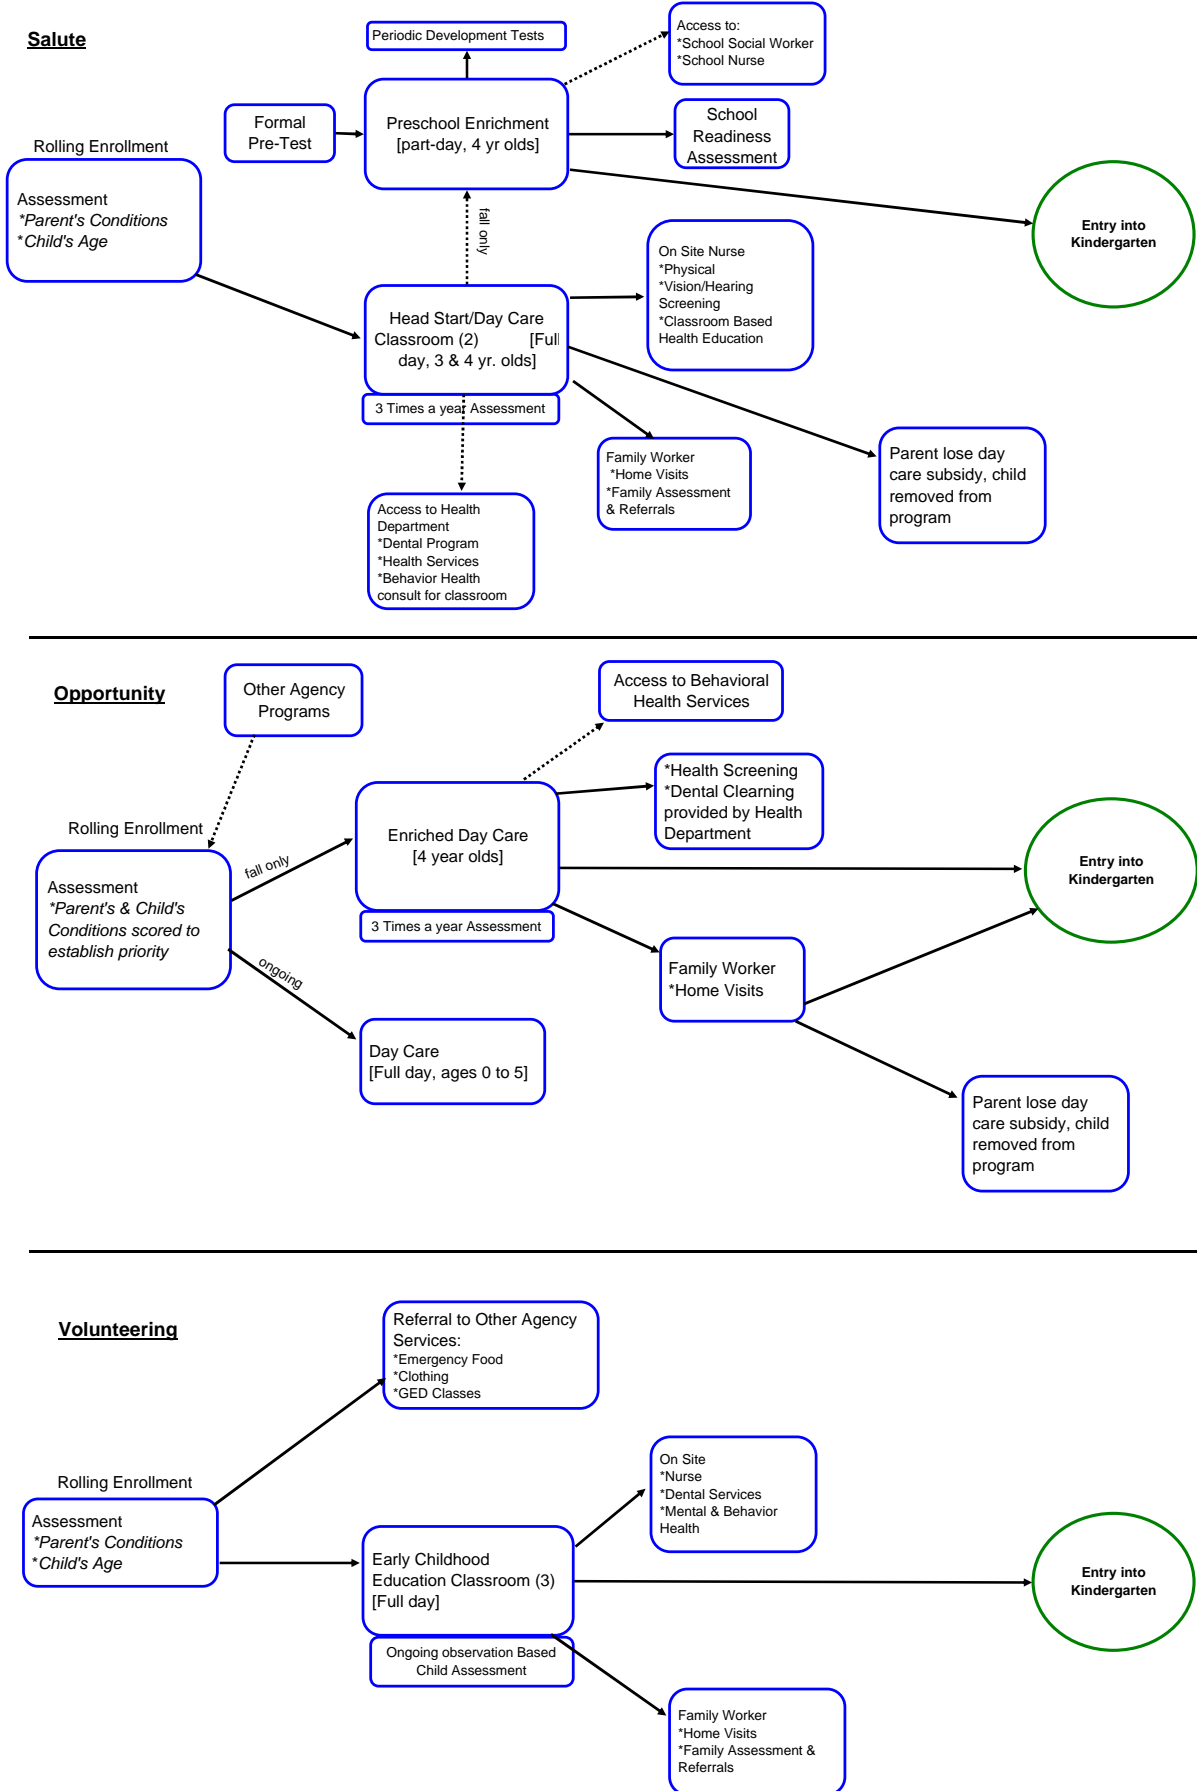 Salute
Periodic Development Tests
Access to:
*School Social Worker
*School Nurse
Formal
Pre-Test
Preschool Enrichment
[part-day, 4 yr olds]
School
Readiness
Assessment
Rolling Enrollment
Assessment
*Parent's Conditions
*Child's Age
fall only
Entry into
Kindergarten
On Site Nurse
*Physical
*Vision/Hearing
Screening
*Classroom Based
Health Education
Head Start/Day Care
Classroom (2) [Full
day, 3 & 4 yr. olds]
3 Times a year Assessment
Family Worker
*Home Visits
*Family Assessment
& Referrals
Parent lose day
care subsidy, child
removed from
program
Access to Health
Department
*Dental Program
*Health Services
*Behavior Health
consult for classroom
Opportunity
Other Agency
Programs
Access to Behavioral
Health Services
*Health Screening
*Dental Clearning
provided by Health
Department
Rolling Enrollment
Assessment
*Parent's & Child's
Conditions scored to
establish priority
fall only
Enriched Day Care
[4 year olds]
3 Times a year Assessment
Entry into
Kindergarten
ongoing
Family Worker
*Home Visits
Day Care
[Full day, ages 0 to 5]
Parent lose day
care subsidy, child
removed from
program
Volunteering
Referral to Other Agency
Services:
*Emergency Food
*Clothing
*GED Classes
Rolling Enrollment
Assessment
*Parent's Conditions
*Child's Age
On Site
*Nurse
*Dental Services
*Mental & Behavior
Health
Early Childhood
Education Classroom (3)
[Full day]
Ongoing observation Based
Child Assessment
Entry into
Kindergarten
Family Worker
*Home Visits
*Family Assessment &
Referrals